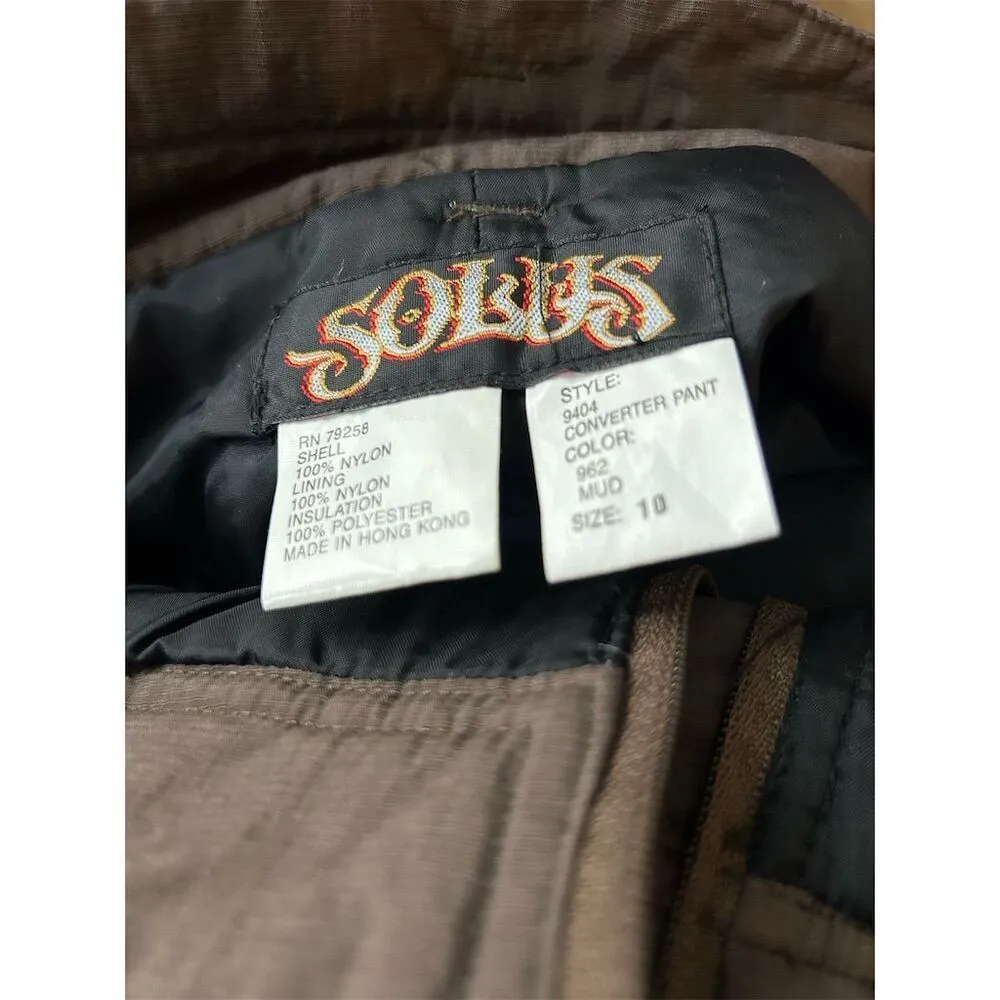 SOLUS
RN 79258
SHELL
100% NYLON
LINING
100% NYLON
INSULATION
100% POLYESTER
MADE IN HONG KONG
STYLE:
9404
CONVERTER PANT
COLOR:
962
MUD
SIZE: 10